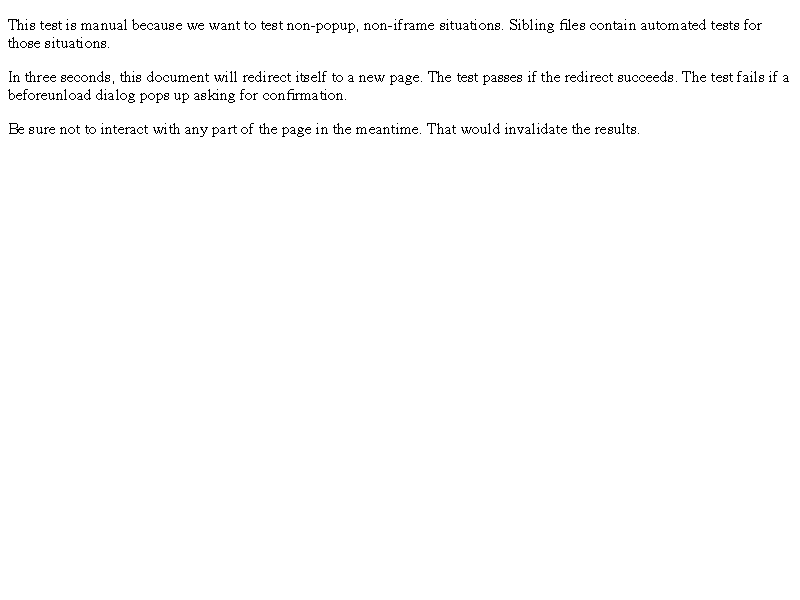 This test is manual because we want to test non-popup, non-iframe situations. Sibling files contain automated tests for
those situations.
In three seconds, this document will redirect itself to a new page. The test passes if the redirect succeeds. The test fails if a
beforeunload dialog pops up asking for confirmation.
Be sure not to interact with any part of the page in the meantime. That would invalidate the results.